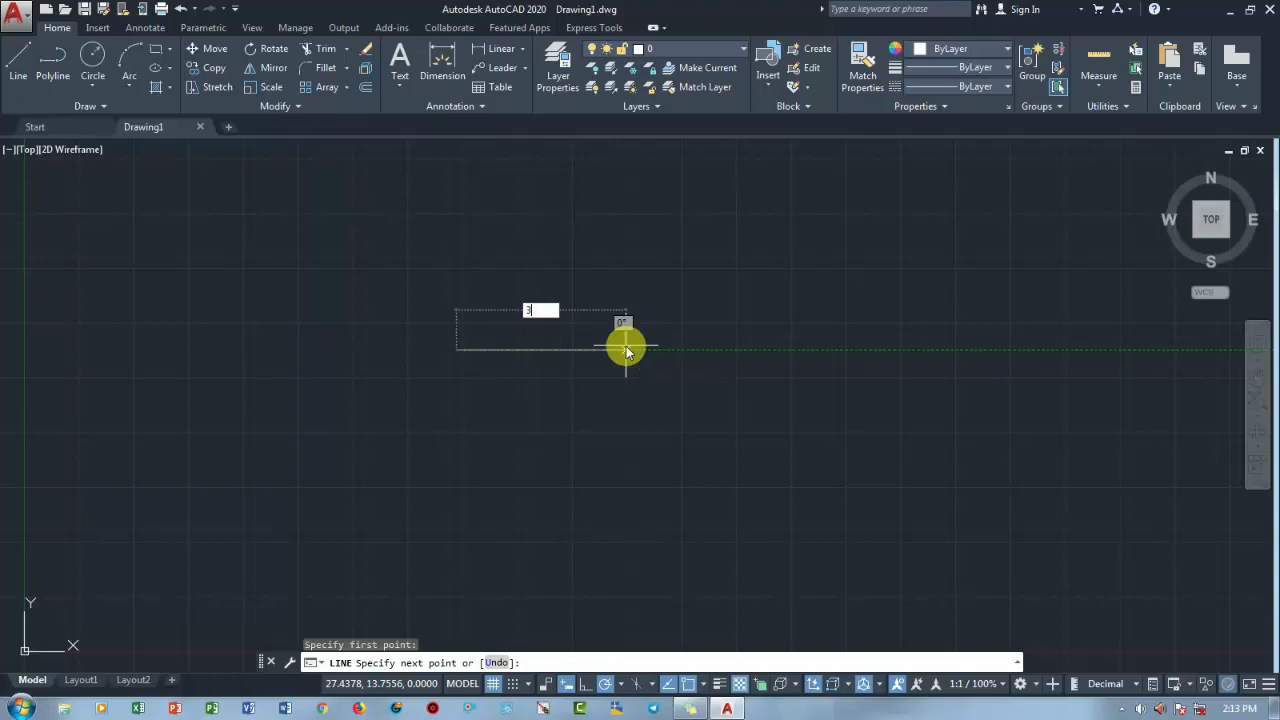 Autodesk AutoCAD 2020 Drawing1.dwg
Type a keyword or phrase
Sign In
Home Insert Annotate Parametric View Manage Output Add-ins Collaborate Featured Apps Express Tools
Line
Polyline
Circle
Arc
Draw
Move Rotate Trim
Copy Mirror Fillet
Stretch Scale Array
Modify
Text
Dimension
Linear
Leader
Table
Annotation
Layer
Properties
0
Make Current
Match Layer
Layers
Insert
Create
Edit
Block
Match
Properties
ByLayer
ByLayer
ByLayer
Properties
Group
Groups
Measure
Utilities
Paste
Clipboard
Base
View
Start Drawing1
[−][Top][2D Wireframe]
N
W TOP E
S
WCS
3
0°
Y
X
Specify first point:
LINE Specify next point or [Undo]:
Model Layout1 Layout2
27.4378, 13.7556, 0.0000 MODEL 1:1 / 100% Decimal
2:13 PM